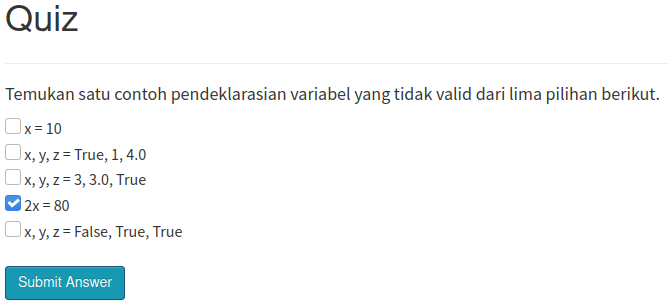 Quiz
Temukan satu contoh pendeklarasian variabel yang tidak valid dari lima pilihan berikut.
x = 10
x, y, z = True, 1, 4.0
x, y, z = 3, 3.0, True
2x = 80
x, y, z = False, True, True
Submit Answer